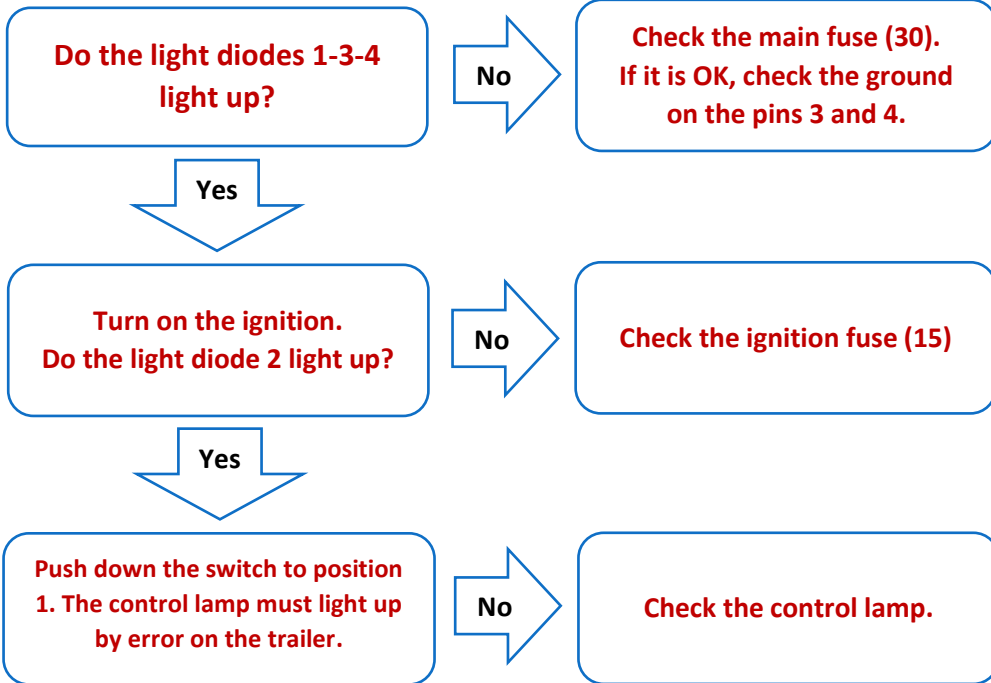 Do the light diodes 1-3-4
light up?
No
Check the main fuse (30).
If it is OK, check the ground
on the pins 3 and 4.
Yes
Turn on the ignition.
Do the light diode 2 light up?
No
Check the ignition fuse (15)
Yes
Push down the switch to position
1. The control lamp must light up
by error on the trailer.
No
Check the control lamp.